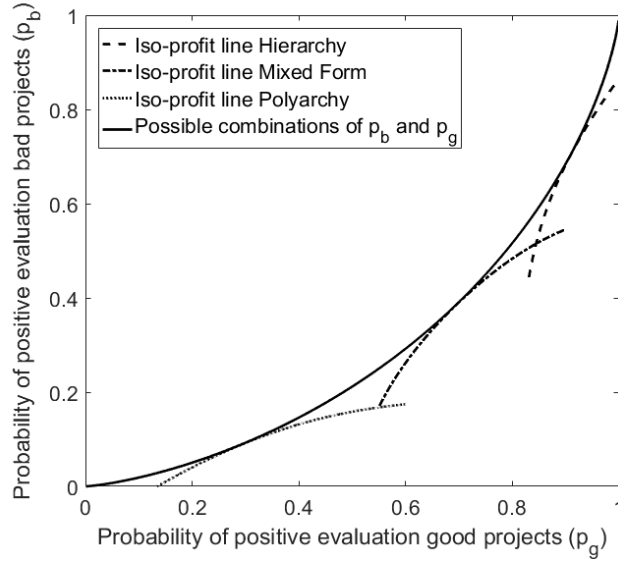 1
0.8
0.6
0.4
0.2
0
Probability of positive evaluation bad projects (p_b)
Iso-profit line Hierarchy
Iso-profit line Mixed Form
Iso-profit line Polyarchy
Possible combinations of p_b and p_g
0 0.2 0.4 0.6 0.8 1
Probability of positive evaluation good projects (p_g)